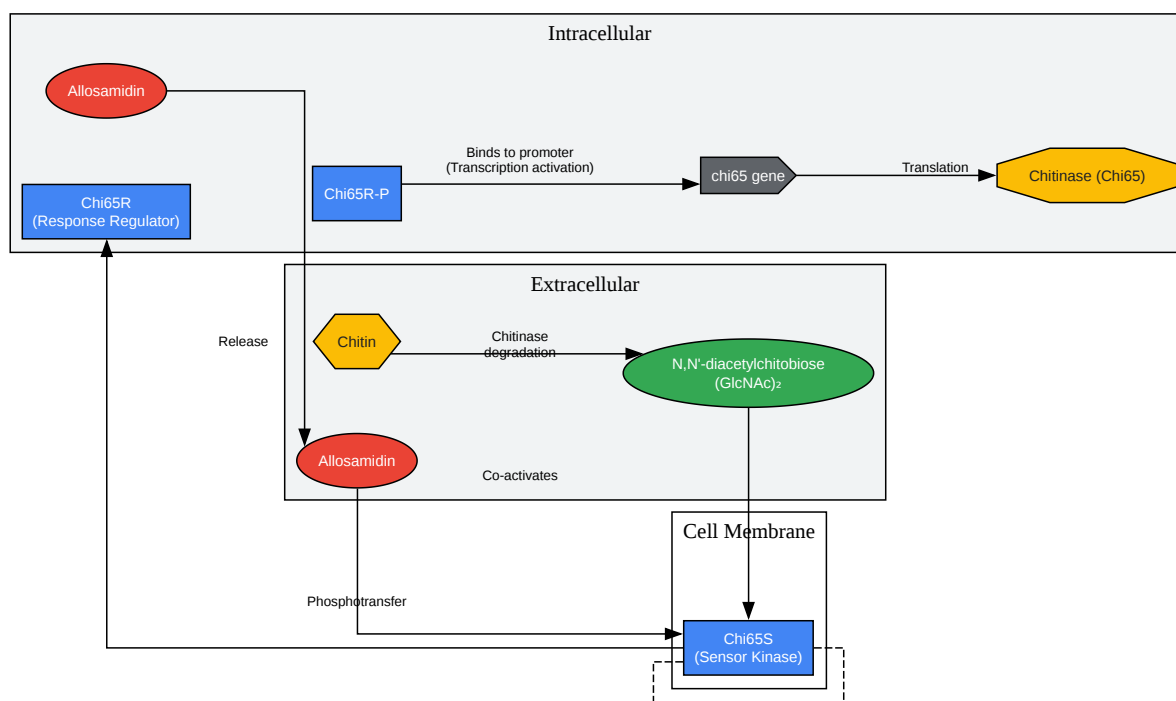 Intracellular
Allosamidin
Binds to promoter
(Transcription activation)
Chi65R-P
chi65 gene
Translation
Chitinase (Chi65)
Chi65R
(Response Regulator)
Extracellular
Release
Chitin
Chitinase
degradation
N,N'-diacetylchitobiose
(GlcNAc)₂
Allosamidin
Co-activates
Cell Membrane
Phosphotransfer
Chi65S
(Sensor Kinase)